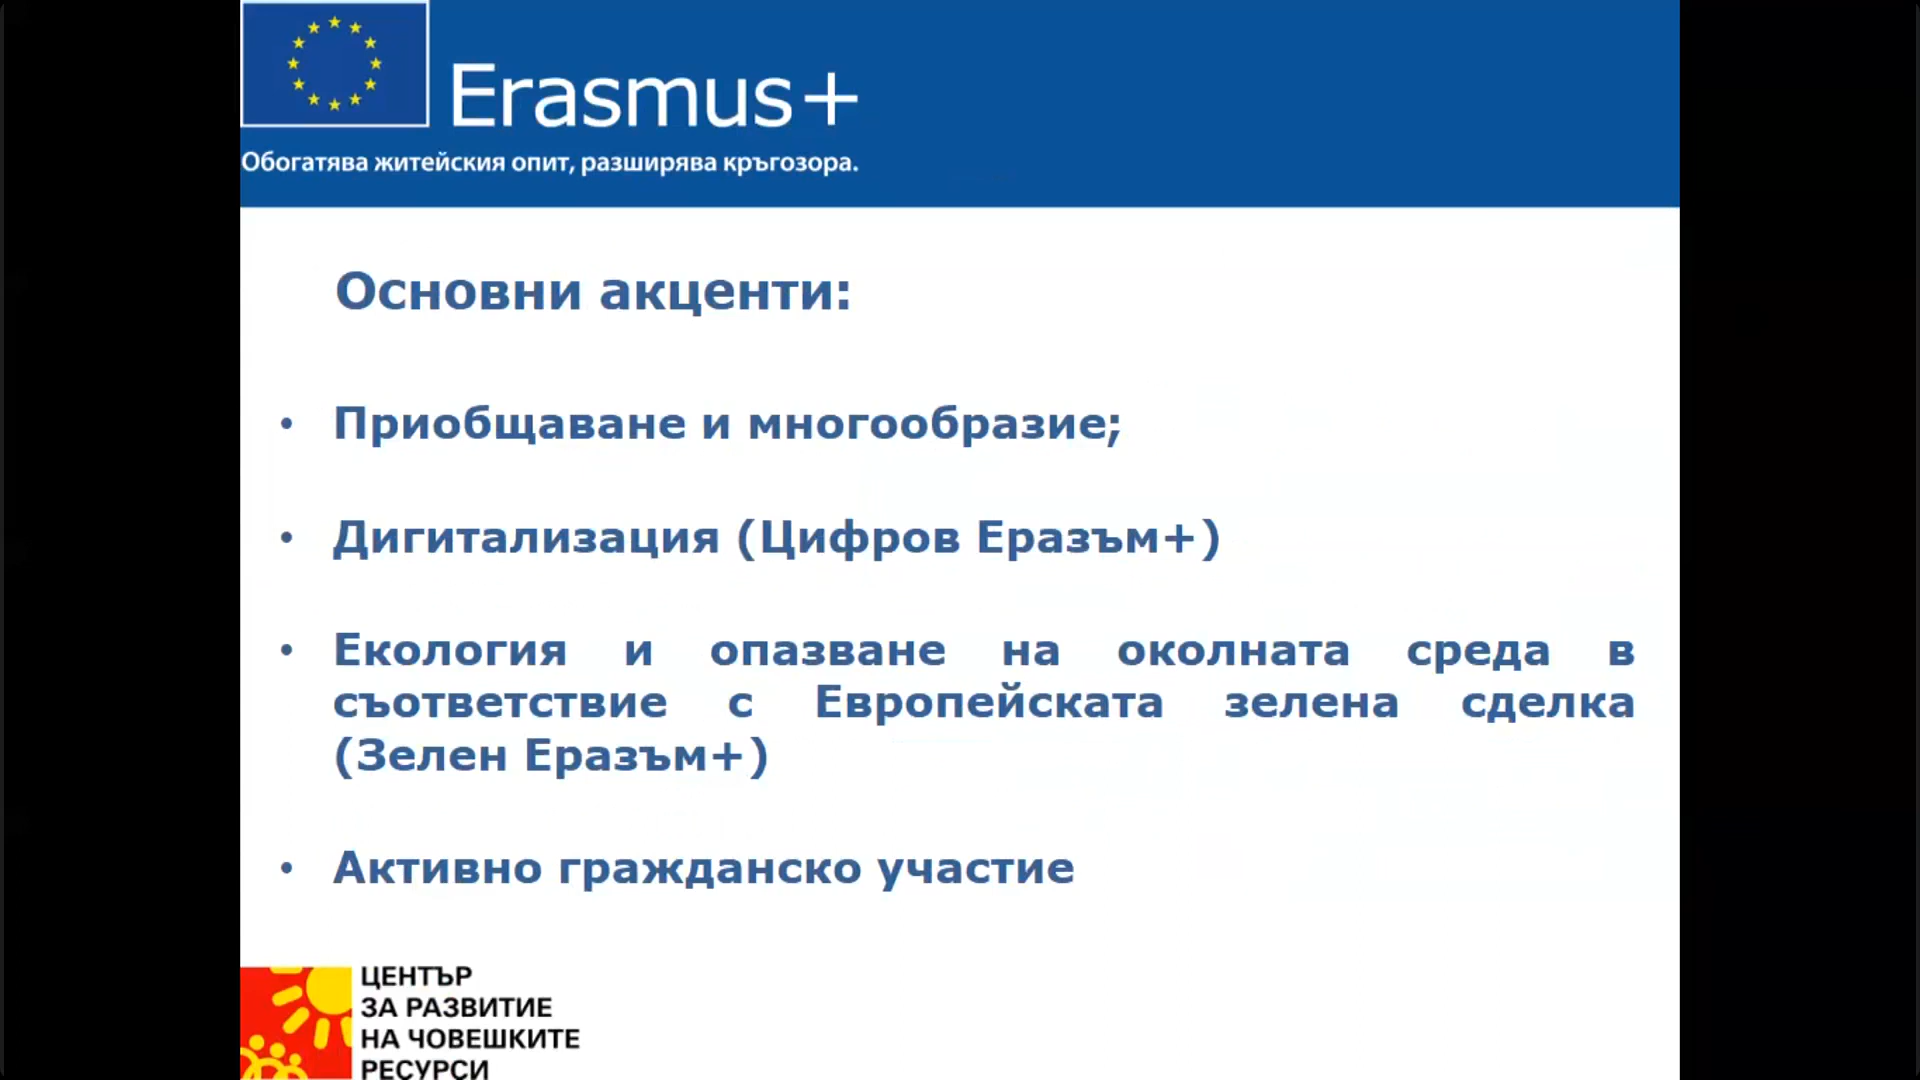 Erasmus+
Обогатява житейския опит, разширява кръгозора.
Основни акценти:
• Приобщаване и многообразие;
• Дигитализация (Цифров Еразъм+)
• Екология и опазване на околната среда в
съответствие с Европейската зелена сделка
(Зелен Еразъм+)
• Активно гражданско участие
ЦЕНТЪР
ЗА РАЗВИТИЕ
НА ЧОВЕШКИТЕ
РЕСУРСИ